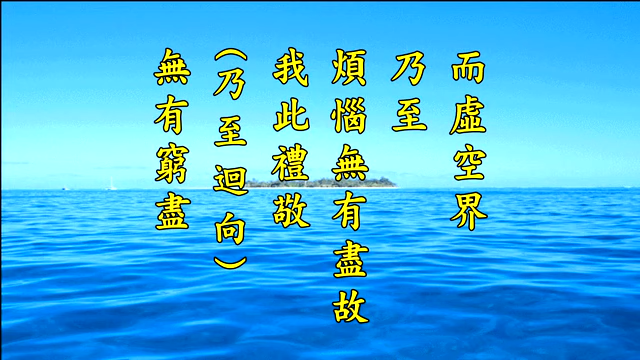 而虛空界
乃至
煩惱無有盡故
我此禮敬
（乃至迴向）
無有窮盡